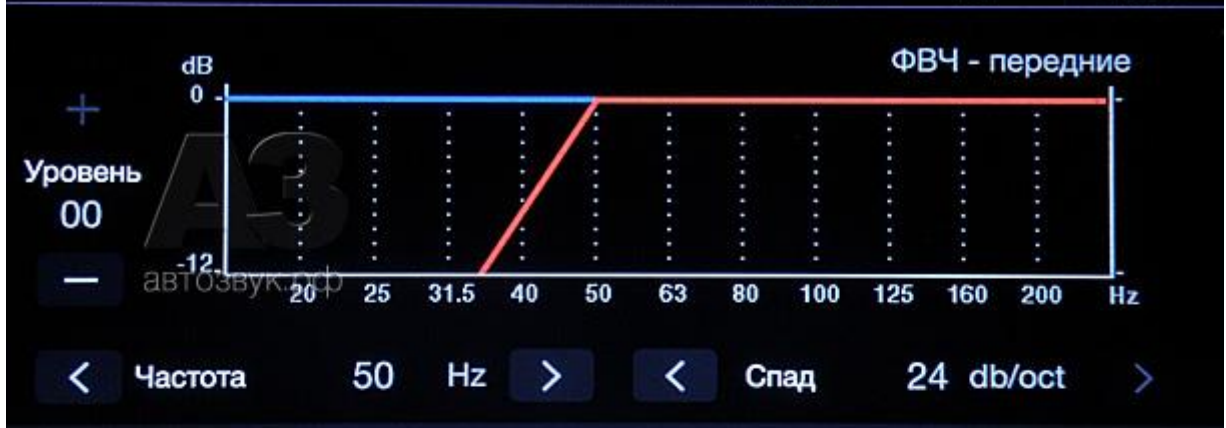 dB
ФВЧ - передние
0
+
Уровень
00
−
-12
А3
автозвук.рф
20 25 31.5 40 50 63 80 100 125 160 200 Hz
< Частота 50 Hz > < Спад 24 db/oct >